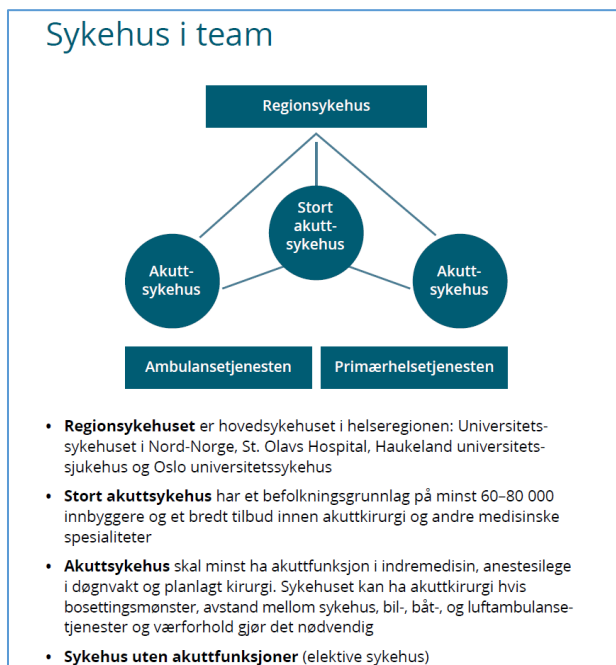 Sykehus i team
Regionsykehus
Stort
akutt-
sykehus
Akutt-
sykehus
Akutt-
sykehus
Ambulansetjenesten
Primærhelsetjenesten
• Regionsykehuset er hovedsykehuset i helseregionen: Universitets-
sykehuset i Nord-Norge, St. Olavs Hospital, Haukeland universitets-
sjukehus og Oslo universitetssykehus
• Stort akuttsykehus har et befolkningsgrunnlag på minst 60–80 000
innbyggere og et bredt tilbud innen akuttkirurgi og andre medisinske
spesialiteter
• Akuttsykehus skal minst ha akuttfunksjon i indremedisin, anestesilege
i døgnvakt og planlagt kirurgi. Sykehuset kan ha akuttkirurgi hvis
bosettingsmønster, avstand mellom sykehus, bil-, båt-, og luftambulanse-
tjenester og værforhold gjør det nødvendig
• Sykehus uten akuttfunksjoner (elektive sykehus)